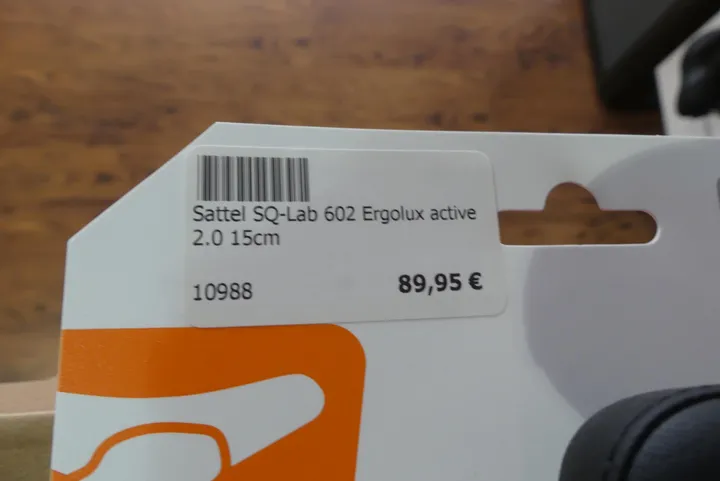 Sattel SQ-Lab 602 Ergolux active
2.0 15cm
10988
89,95 €